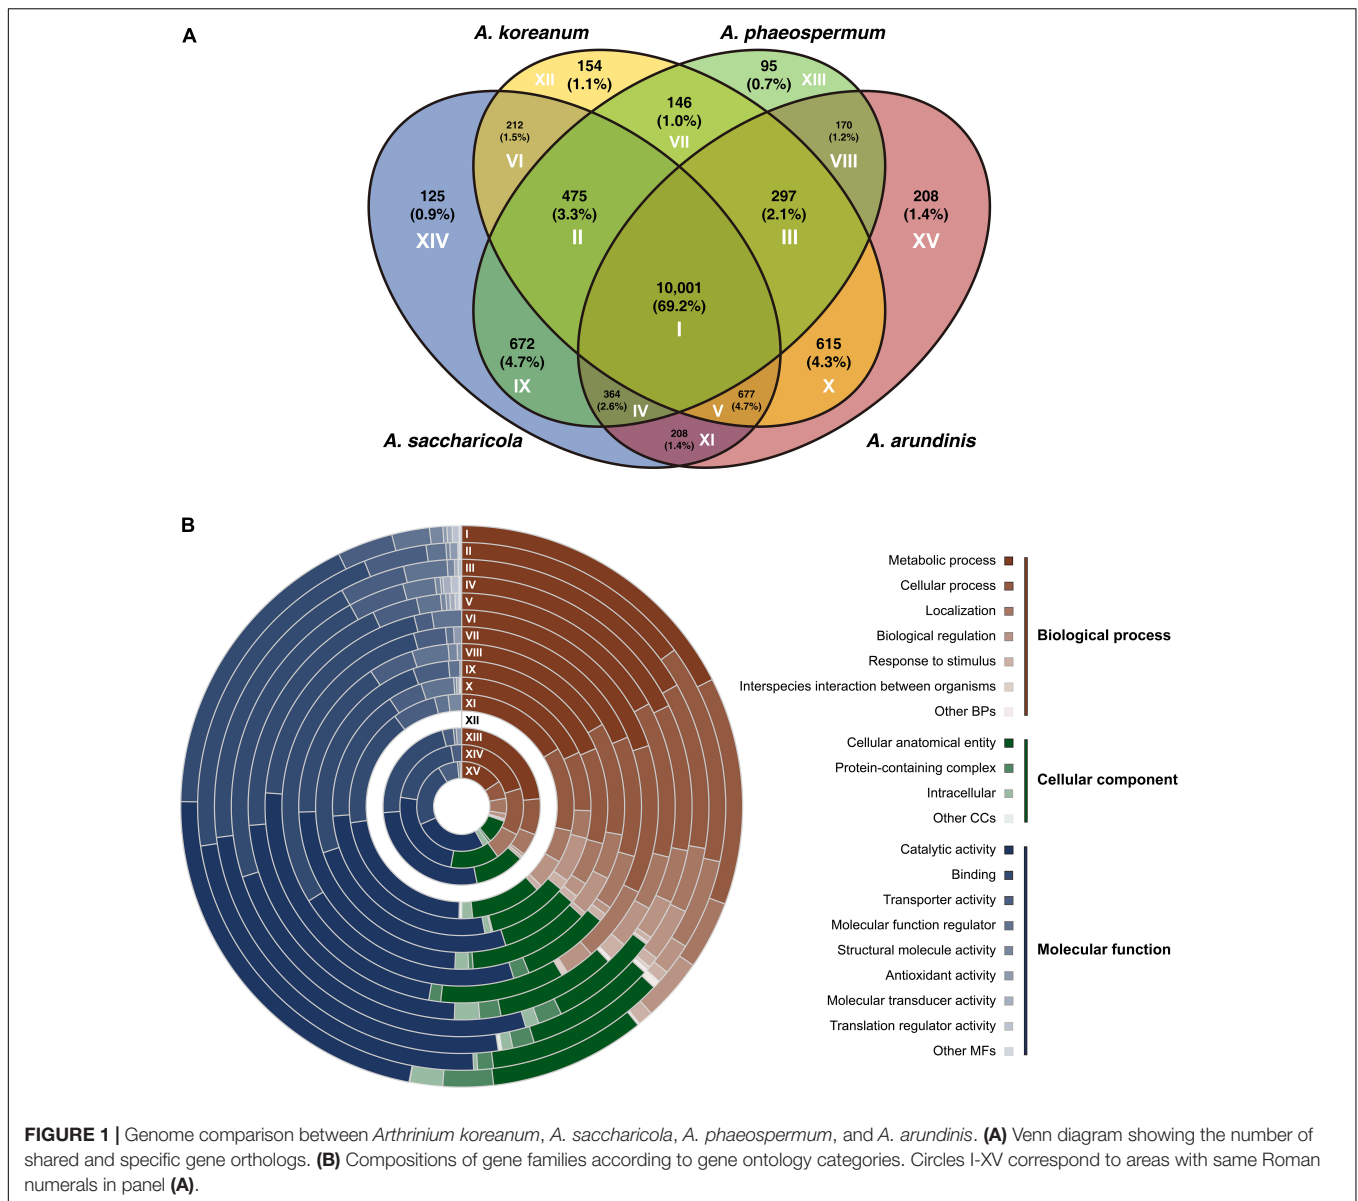 A
A. koreanum
A. phaeospermum
XII
154
(1.1%)
95
(0.7%)
XIII
146
(1.0%)
VII
212
(1.5%)
VI
170
(1.2%)
VIII
125
(0.9%)
XIV
475
(3.3%)
II
297
(2.1%)
III
208
(1.4%)
XV
10,001
(69.2%)
I
672
(4.7%)
IX
615
(4.3%)
X
364
(2.6%)
IV
V
677
(4.7%)
208
(1.4%)
XI
A. saccharicola
A. arundinis
B
I
II
III
IV
V
VI
VII
VIII
IX
X
XI
XII
XIII
XIV
XV
Metabolic process
Cellular process
Localization
Biological regulation
Response to stimulus
Interspecies interaction between organisms
Other BPs
Biological process
Cellular anatomical entity
Protein-containing complex
Intracellular
Other CCs
Cellular component
Catalytic activity
Binding
Transporter activity
Molecular function regulator
Structural molecule activity
Antioxidant activity
Molecular transducer activity
Translation regulator activity
Other MFs
Molecular function
FIGURE 1 | Genome comparison between Arthrinium koreanum, A. saccharicola, A. phaeospermum, and A. arundinis. (A) Venn diagram showing the number of
shared and specific gene orthologs. (B) Compositions of gene families according to gene ontology categories. Circles I-XV correspond to areas with same Roman
numerals in panel (A).